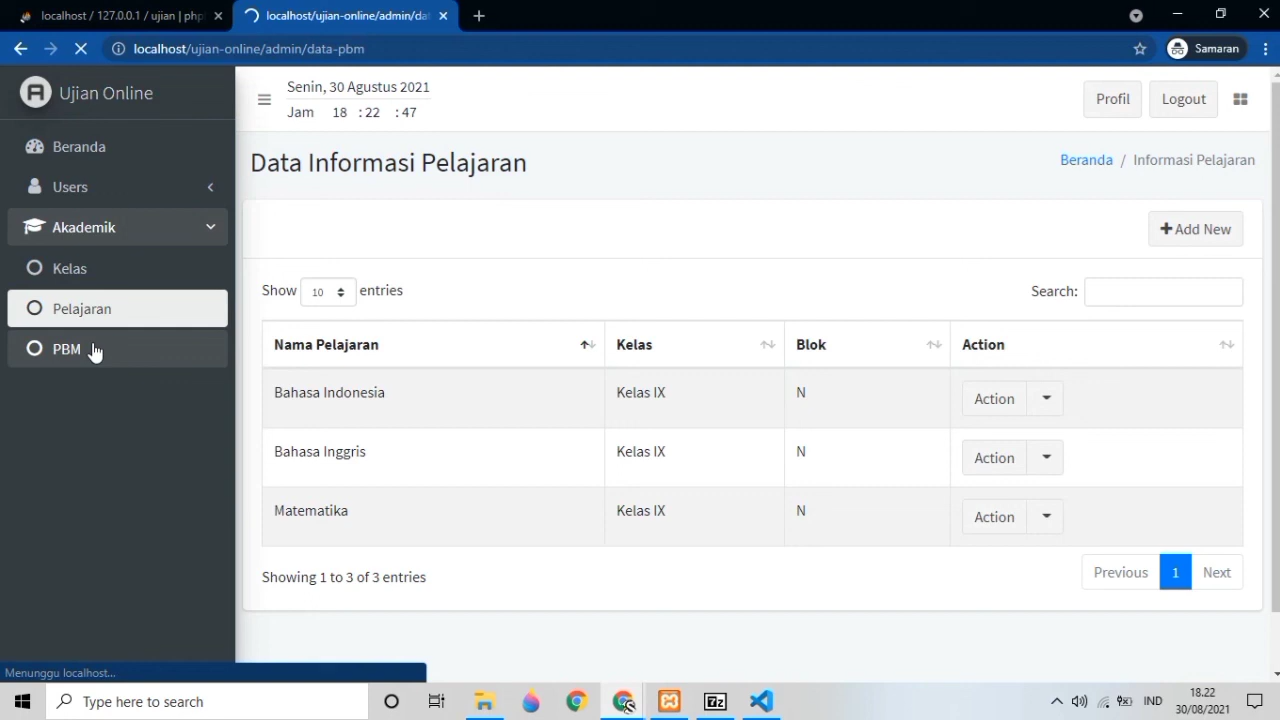 localhost / 127.0.0.1 / ujian | php
localhost/ujian-online/admin/dat
localhost/ujian-online/admin/data-pbm
Samaran
Ujian Online
Senin, 30 Agustus 2021
Jam 18 : 22 : 47
Profil
Logout
Beranda
Users
Akademik
Kelas
Pelajaran
PBM
Data Informasi Pelajaran
Beranda / Informasi Pelajaran
Add New
Show 10 entries
Search:
Nama Pelajaran Kelas Blok Action
Bahasa Indonesia Kelas IX N Action
Bahasa Inggris Kelas IX N Action
Matematika Kelas IX N Action
Showing 1 to 3 of 3 entries
Previous 1 Next
Menunggu localhost...
Type here to search
7z
IND
18.22
30/08/2021